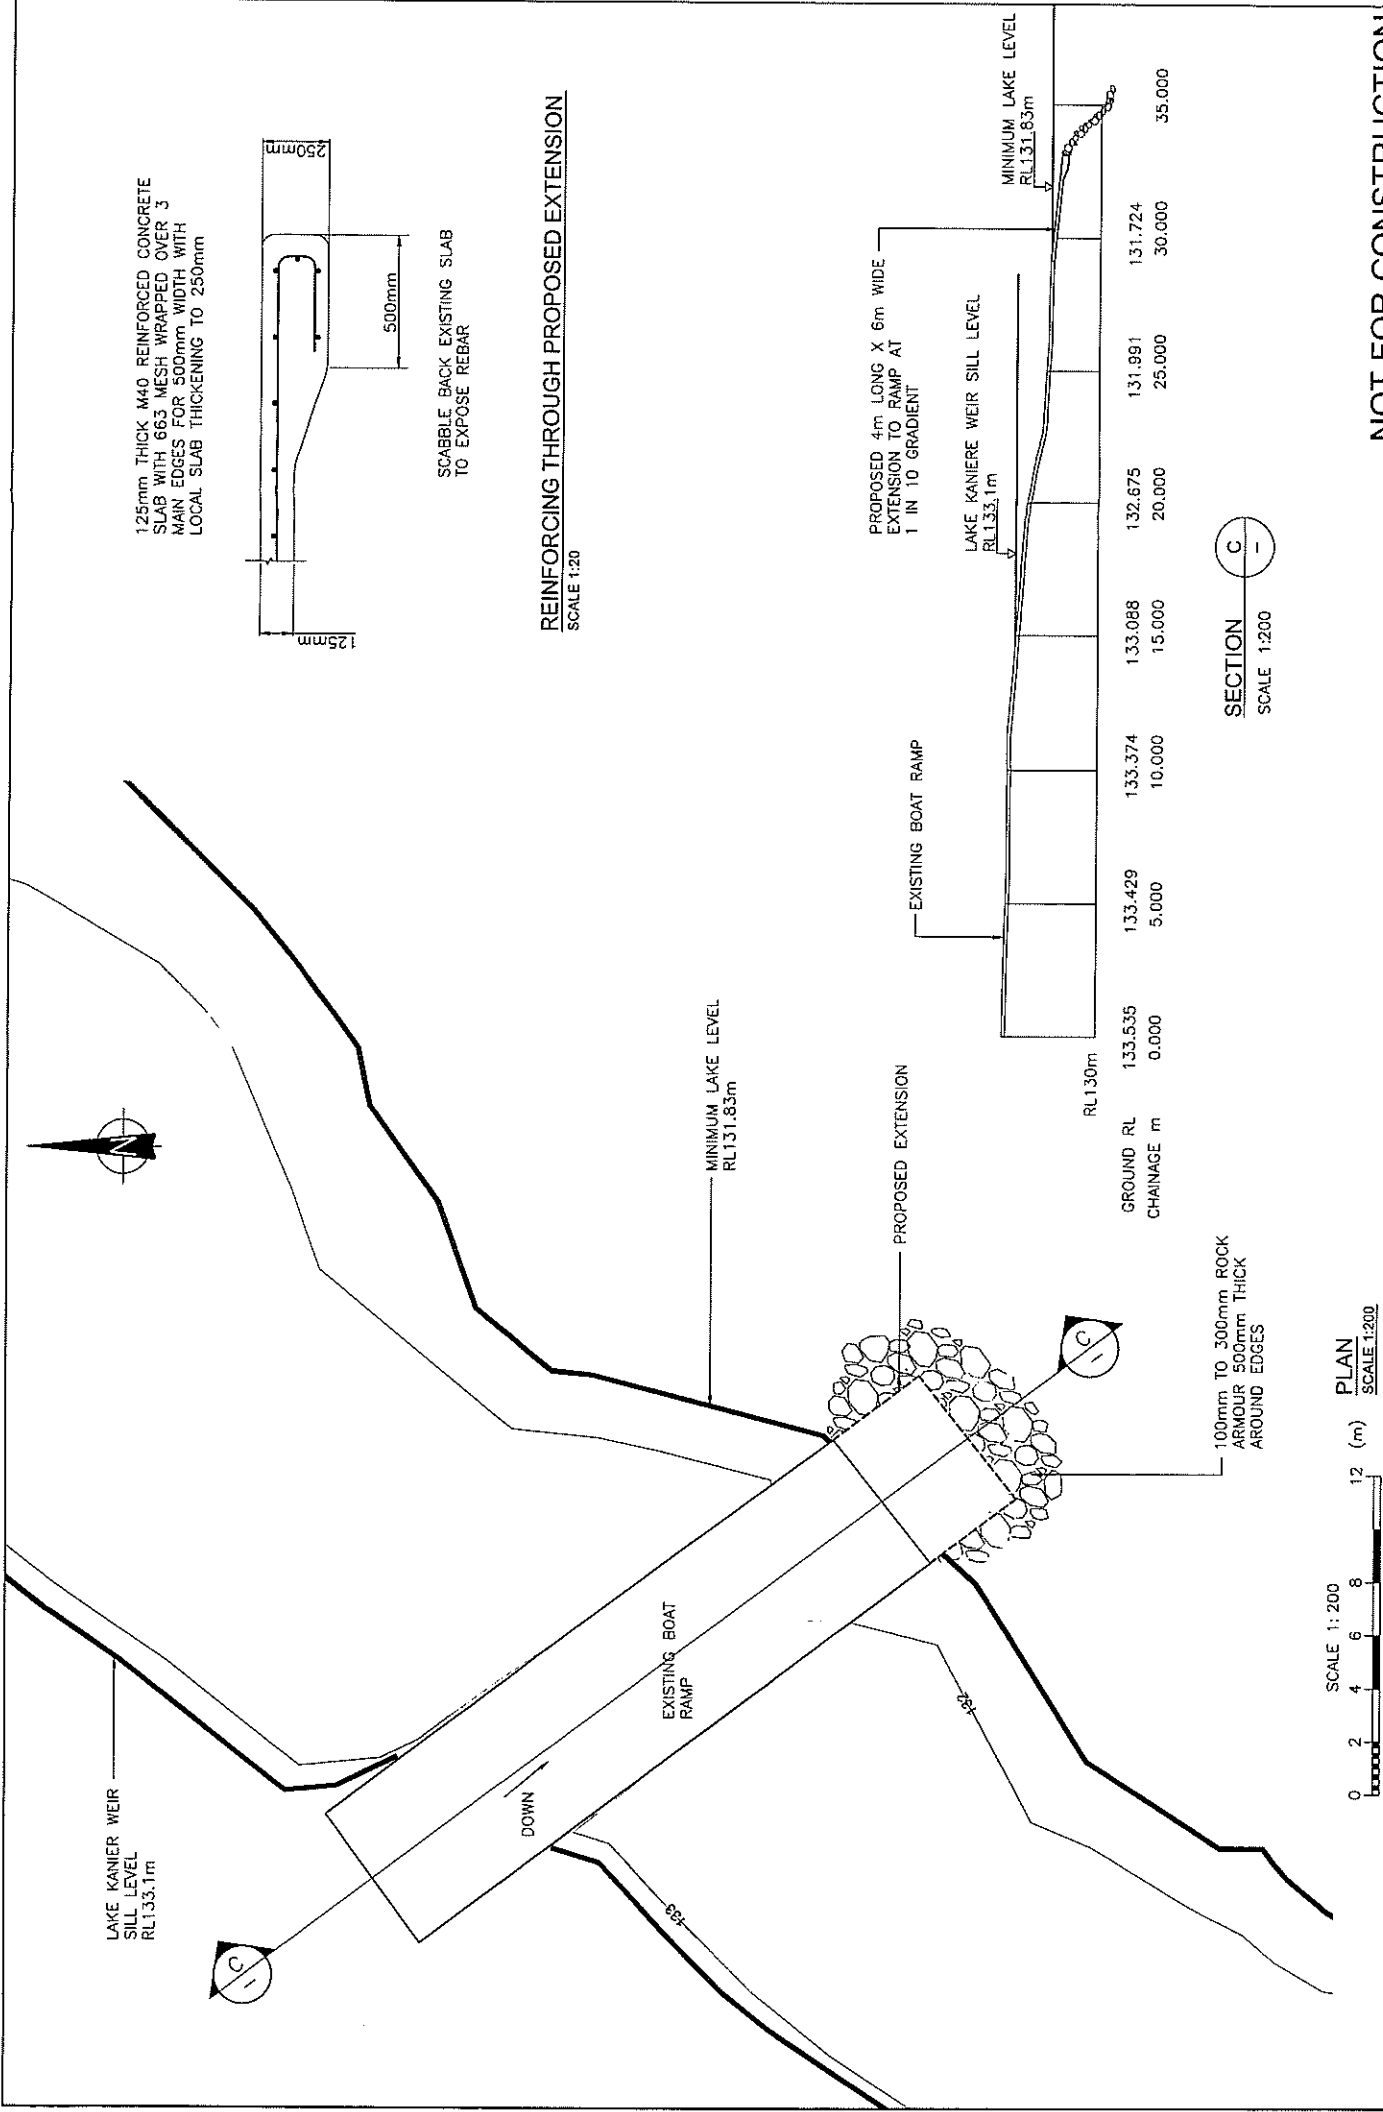 LAKE KANIER WEIR
SILL LEVEL
RL133.1m
C
–
DOWN
EXISTING BOAT
RAMP
133
132
N
MINIMUM LAKE LEVEL
RL131.83m
PROPOSED EXTENSION
100mm TO 300mm ROCK
ARMOUR 500mm THICK
AROUND EDGES
C
–
PLAN
SCALE 1:200
SCALE 1: 200
0 2 4 6 8 12 (m)
125mm THICK M40 REINFORCED CONCRETE
SLAB WITH 663 MESH WRAPPED OVER 3
MAIN EDGES FOR 500mm WIDTH WITH
LOCAL SLAB THICKENING TO 250mm
125mm
250mm
500mm
SCABBLE BACK EXISTING SLAB
TO EXPOSE REBAR
REINFORCING THROUGH PROPOSED EXTENSION
SCALE 1:20
EXISTING BOAT RAMP
PROPOSED 4m LONG X 6m WIDE
EXTENSION TO RAMP AT
1 IN 10 GRADIENT
LAKE KANIERE WEIR SILL LEVEL
RL133.1m
MINIMUM LAKE LEVEL
RL131.83m
RL130m
GROUND RL 133.535 133.429 133.374 133.088 132.675 131.991 131.724
CHAINAGE m 0.000 5.000 10.000 15.000 20.000 25.000 30.000 35.000
SECTION C
–
SCALE 1:200
NOT FOR CONSTRUCTION